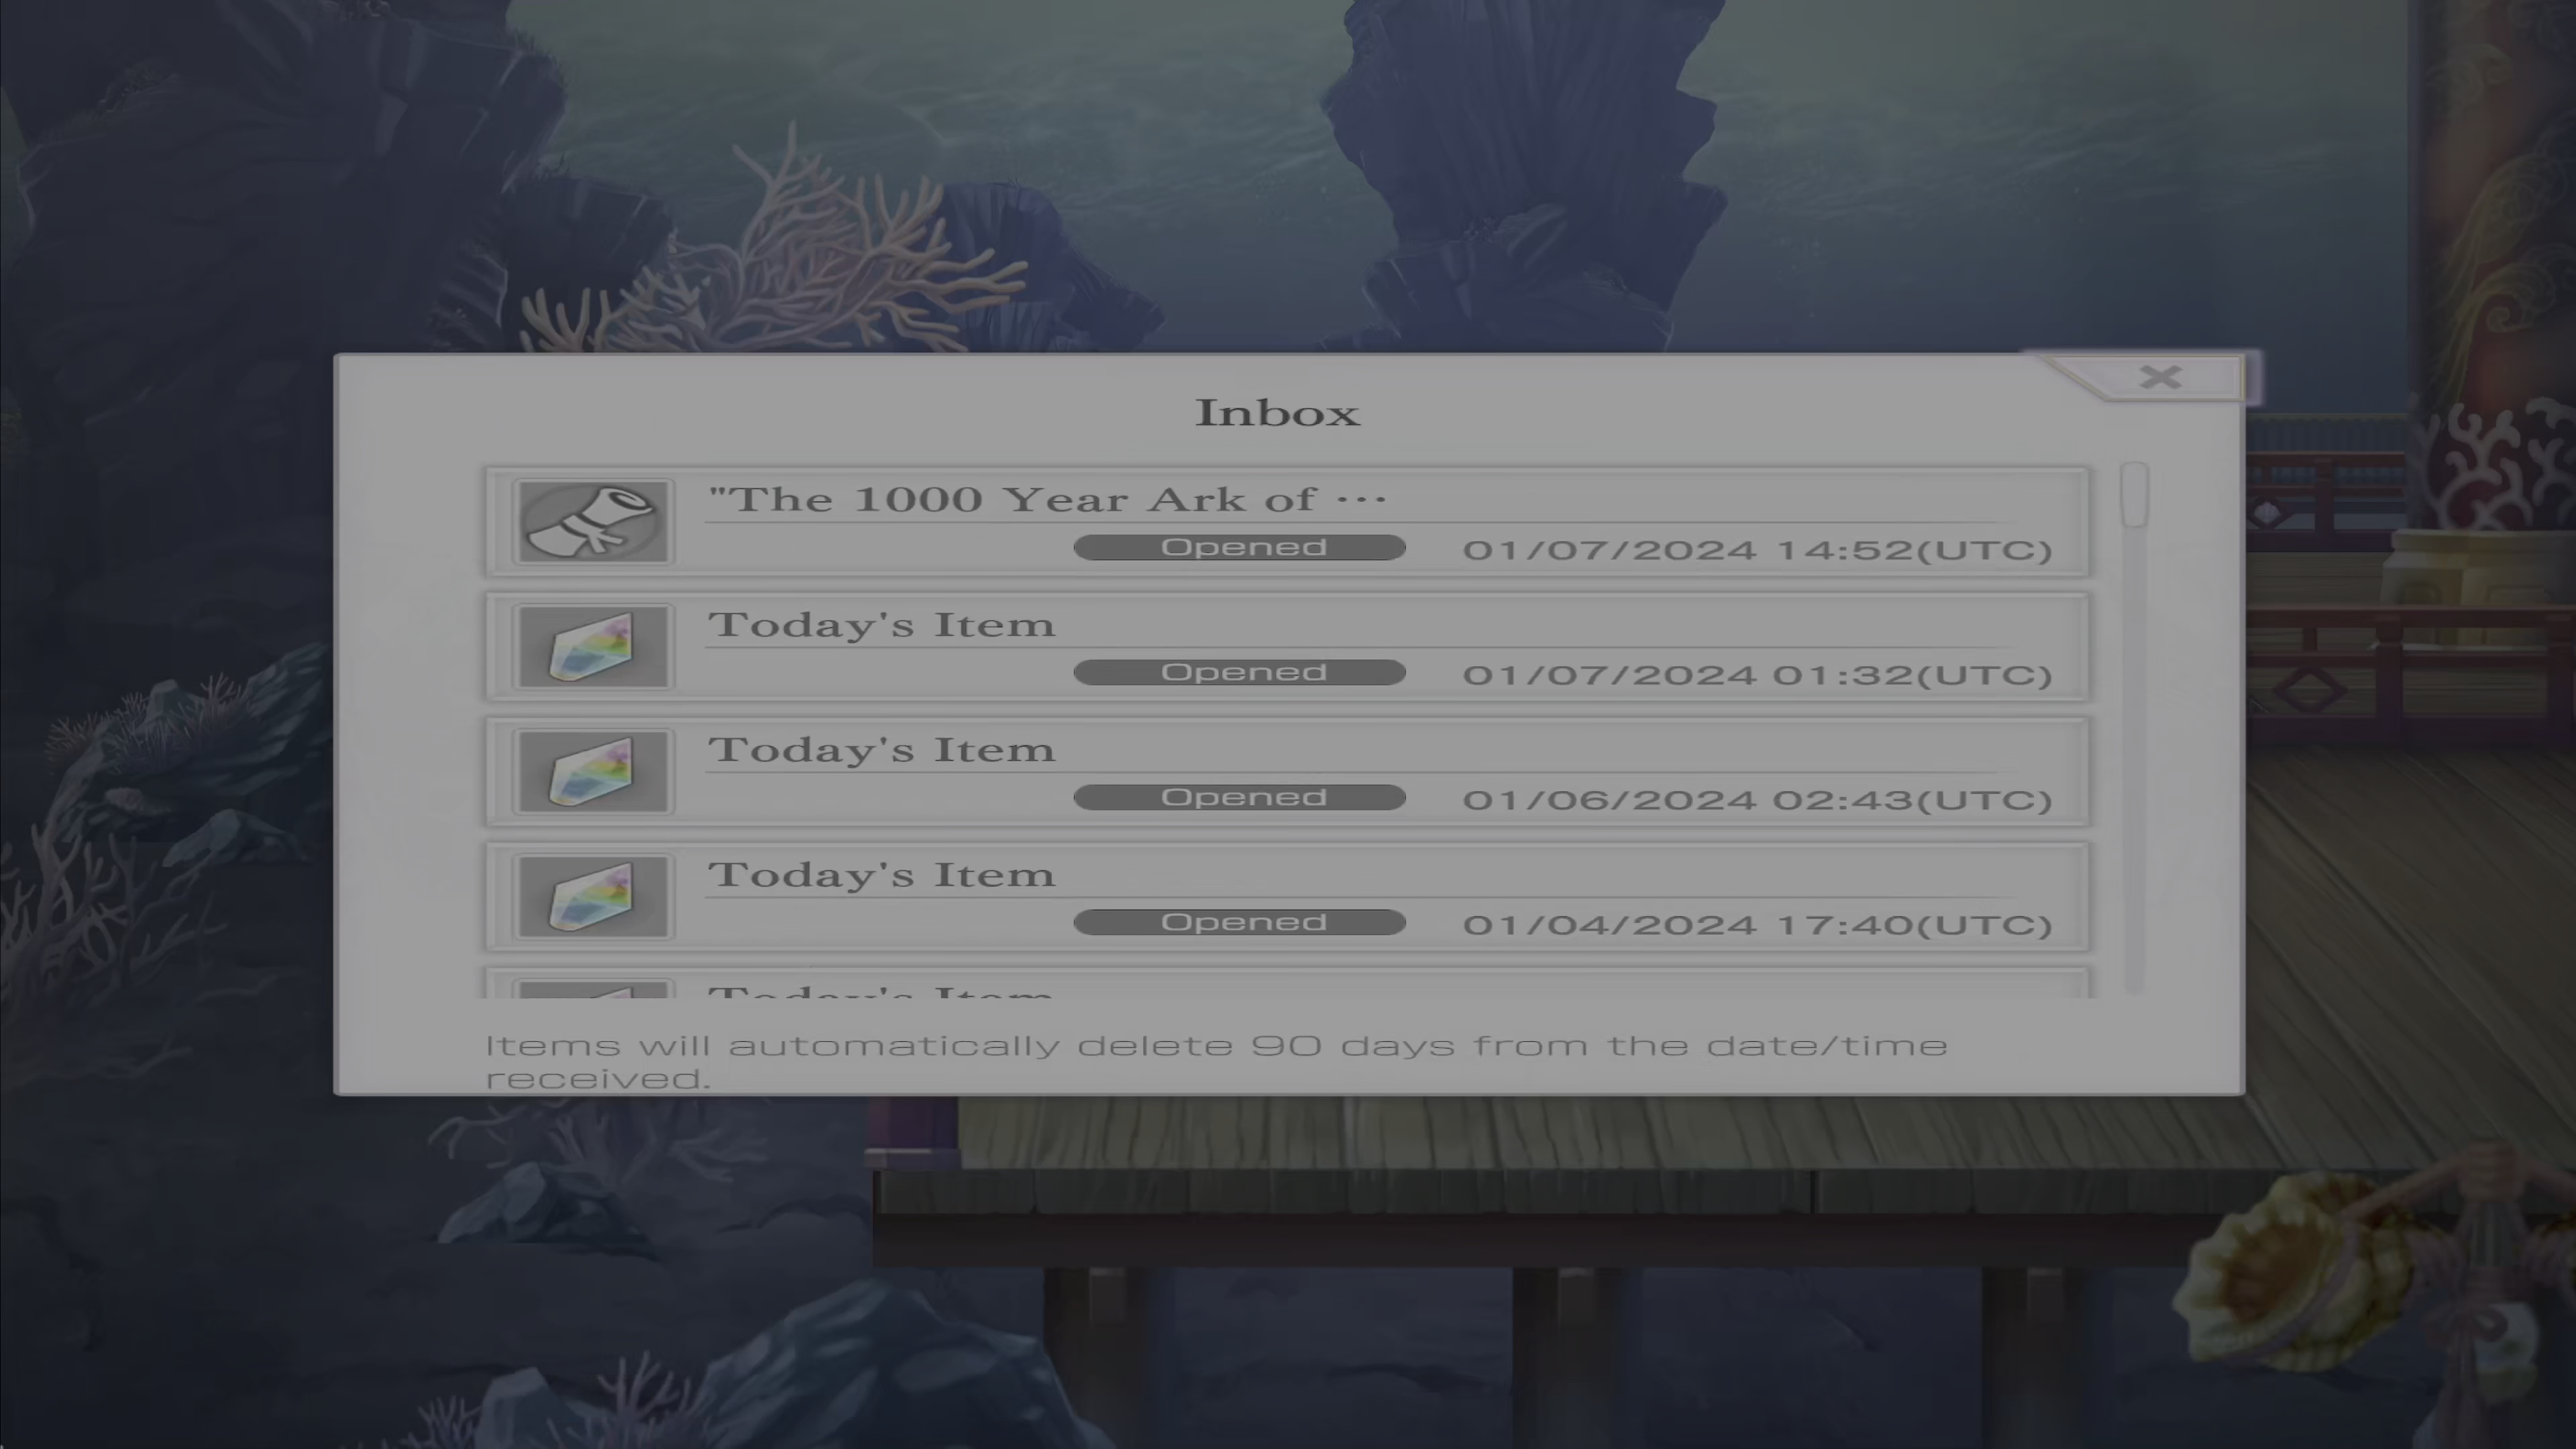 Inbox
"The 1000 Year Ark of ⋯
Opened 01/07/2024 14:52(UTC)
Today's Item
Opened 01/07/2024 01:32(UTC)
Today's Item
Opened 01/06/2024 02:43(UTC)
Today's Item
Opened 01/04/2024 17:40(UTC)
Today's Item
Items will automatically delete 90 days from the date/time
received.